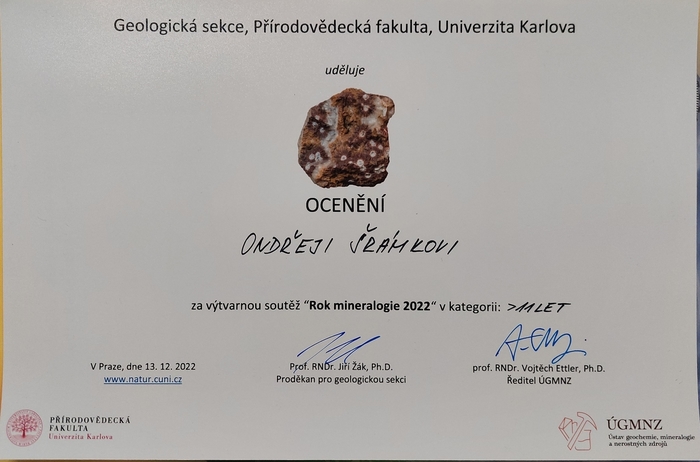 Geologická sekce, Přírodovědecká fakulta, Univerzita Karlova
uděluje
OCENĚNÍ
ONDŘEJI ŠRÁMKOVI
za výtvarnou soutěž “Rok mineralogie 2022“ v kategorii: >11 LET
V Praze, dne 13. 12. 2022
www.natur.cuni.cz
Prof. RNDr. Jiří Žák, Ph.D.
Proděkan pro geologickou sekci
prof. RNDr. Vojtěch Ettler, Ph.D.
Ředitel ÚGMNZ
PŘÍRODOVĚDECKÁ
FAKULTA
Univerzita Karlova
ÚGMNZ
Ústav geochemie, mineralogie
a nerostných zdrojů